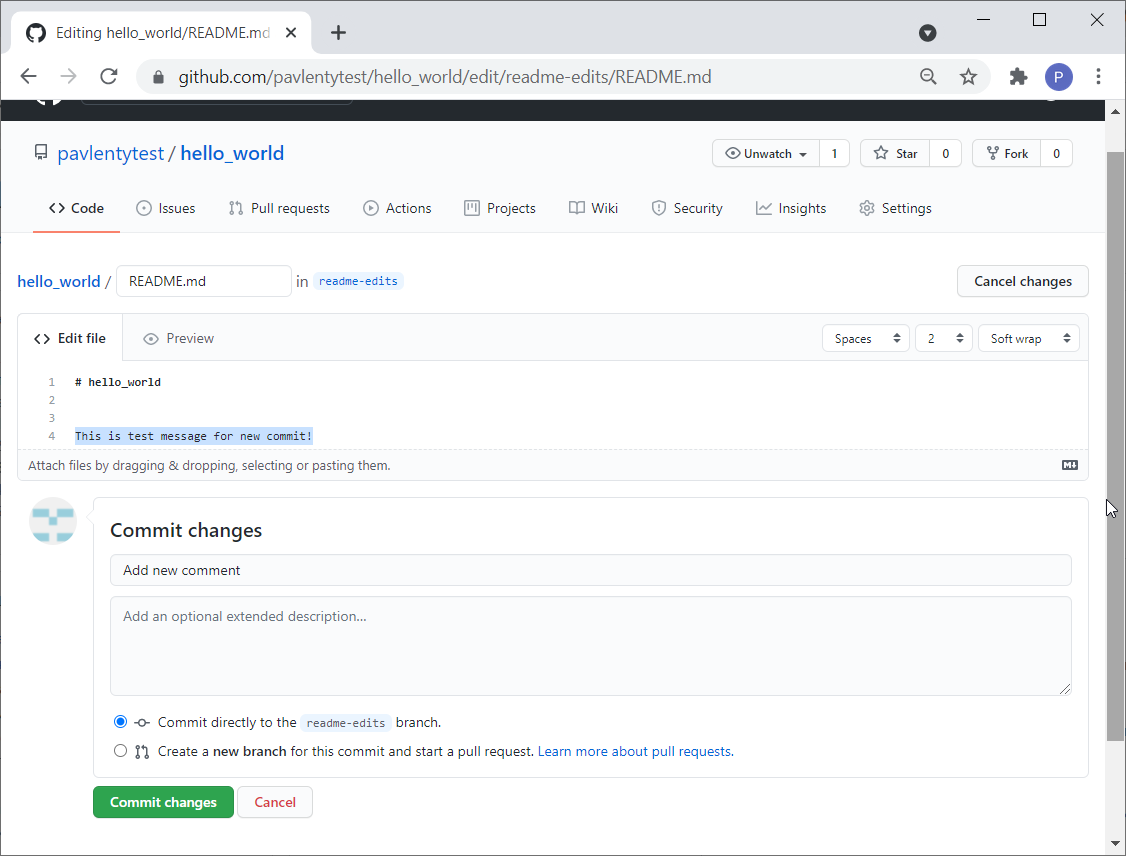 Editing hello_world/README.md
github.com/pavlentytest/hello_world/edit/readme-edits/README.md
P
pavlentytest / hello_world
Unwatch 1
Star 0
Fork 0
Code Issues Pull requests Actions Projects Wiki Security Insights Settings
hello_world / README.md in readme-edits Cancel changes
Edit file Preview Spaces 2 Soft wrap
1 # hello_world
2
3
4 This is test message for new commit!
Attach files by dragging & dropping, selecting or pasting them.
Commit changes
Add new comment
Add an optional extended description...
Commit directly to the readme-edits branch.
Create a new branch for this commit and start a pull request. Learn more about pull requests.
Commit changes Cancel